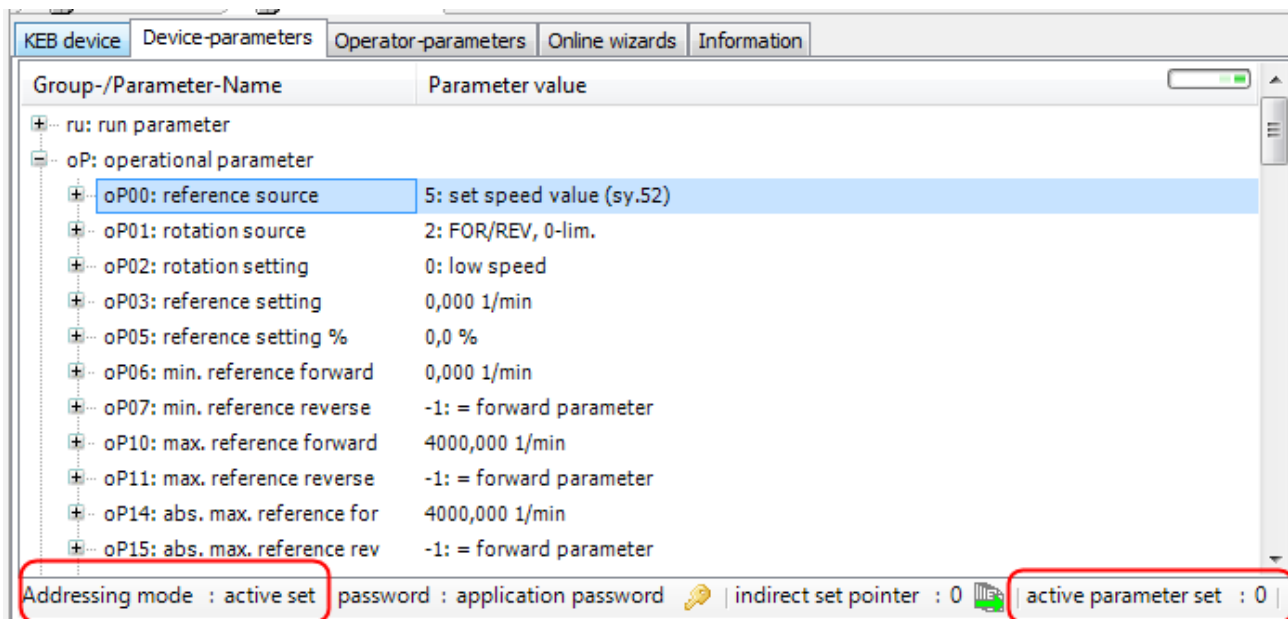 KEB device Device-parameters Operator-parameters Online wizards Information
Group-/Parameter-Name Parameter value
ru: run parameter
oP: operational parameter
oP00: reference source 5: set speed value (sy.52)
oP01: rotation source 2: FOR/REV, 0-lim.
oP02: rotation setting 0: low speed
oP03: reference setting 0,000 1/min
oP05: reference setting % 0,0 %
oP06: min. reference forward 0,000 1/min
oP07: min. reference reverse -1: = forward parameter
oP10: max. reference forward 4000,000 1/min
oP11: max. reference reverse -1: = forward parameter
oP14: abs. max. reference for 4000,000 1/min
oP15: abs. max. reference rev -1: = forward parameter
Addressing mode : active set password : application password | indirect set pointer : 0 | active parameter set : 0 |